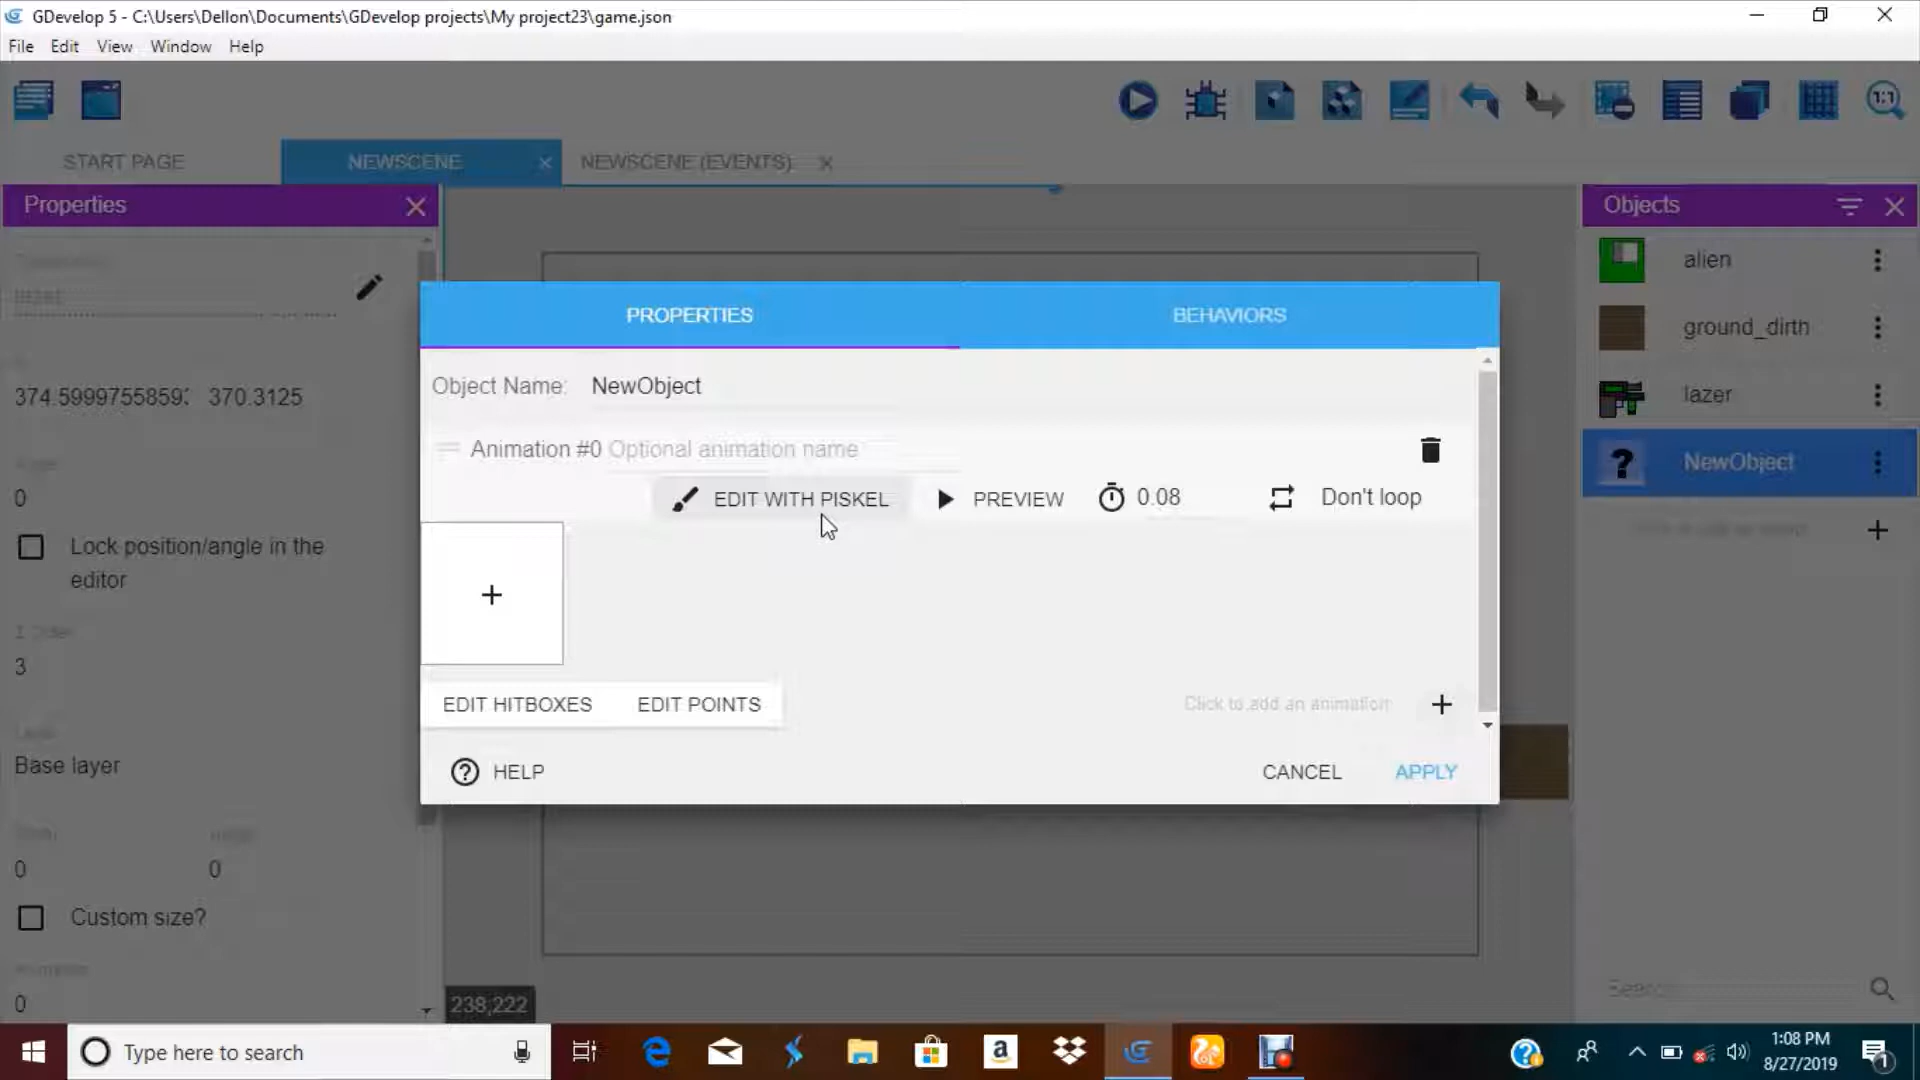 GDevelop 5 - C:\Users\Dellon\Documents\GDevelop projects\My project23\game.json
File Edit View Window Help
1:1
START PAGE NEWSCENE NEWSCENE (EVENTS)
Properties
374.5999755859 370.3125
0
Lock position/angle in the
editor
3
Base layer
0 0
Custom size?
0
PROPERTIES BEHAVIORS
Object Name: NewObject
Animation #0 Optional animation name
EDIT WITH PISKEL PREVIEW 0.08 Don't loop
EDIT HITBOXES EDIT POINTS Click to add an animation
HELP CANCEL APPLY
Objects
alien
ground_dirth
lazer
NewObject
238;222
Type here to search
1:08 PM
8/27/2019
1